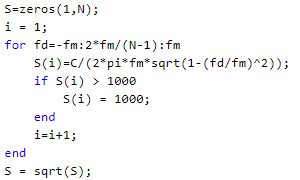 S=zeros(1,N);
i = 1;
for fd=-fm:2*fm/(N-1):fm
    S(i)=C/(2*pi*fm*sqrt(1-(fd/fm)^2));
    if S(i) > 1000
        S(i) = 1000;
    end
    i=i+1;
end
S = sqrt(S);